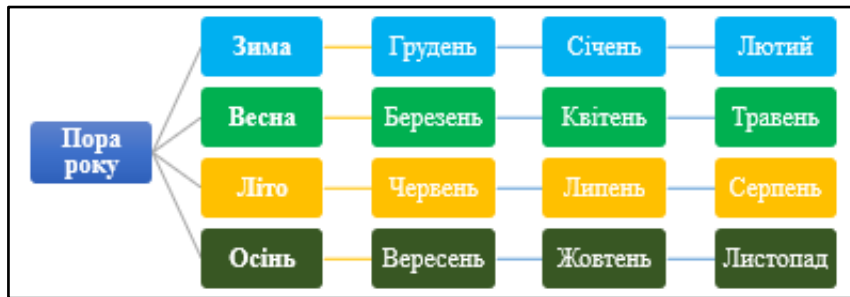 Пора
року
Зима Грудень Січень Лютий
Весна Березень Квітень Травень
Літо Червень Липень Серпень
Осінь Вересень Жовтень Листопад